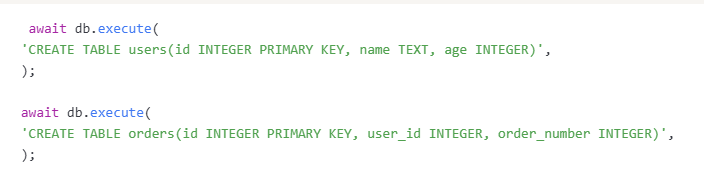 await db.execute(
'CREATE TABLE users(id INTEGER PRIMARY KEY, name TEXT, age INTEGER)',
);
await db.execute(
'CREATE TABLE orders(id INTEGER PRIMARY KEY, user_id INTEGER, order_number INTEGER)',
);